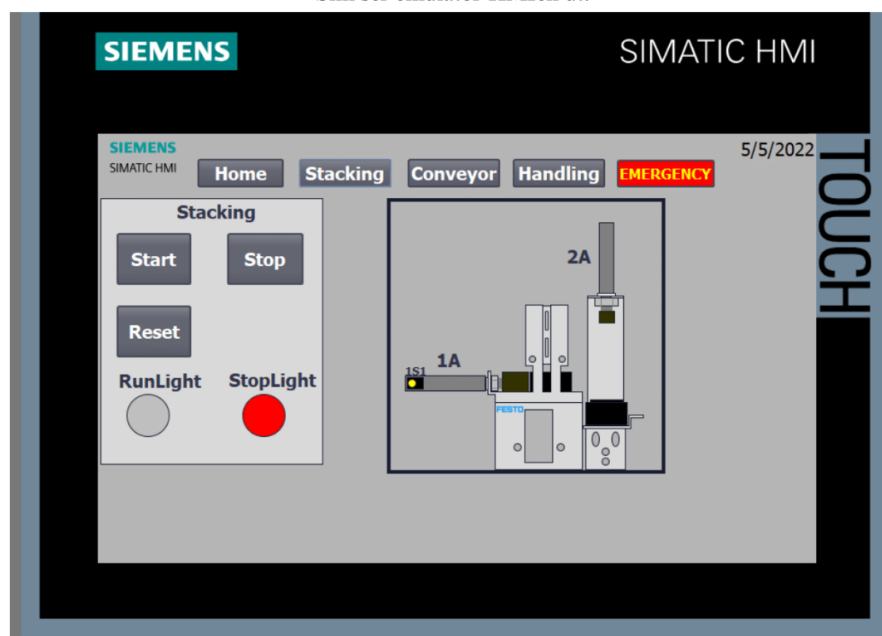 SIEMENS
SIMATIC HMI
TOUCH
SIEMENS
SIMATIC HMI
5/5/2022
Home
Stacking
Conveyor
Handling
EMERGENCY
Stacking
Start
Stop
Reset
RunLight
StopLight
2A
1A
1S1
FESTO